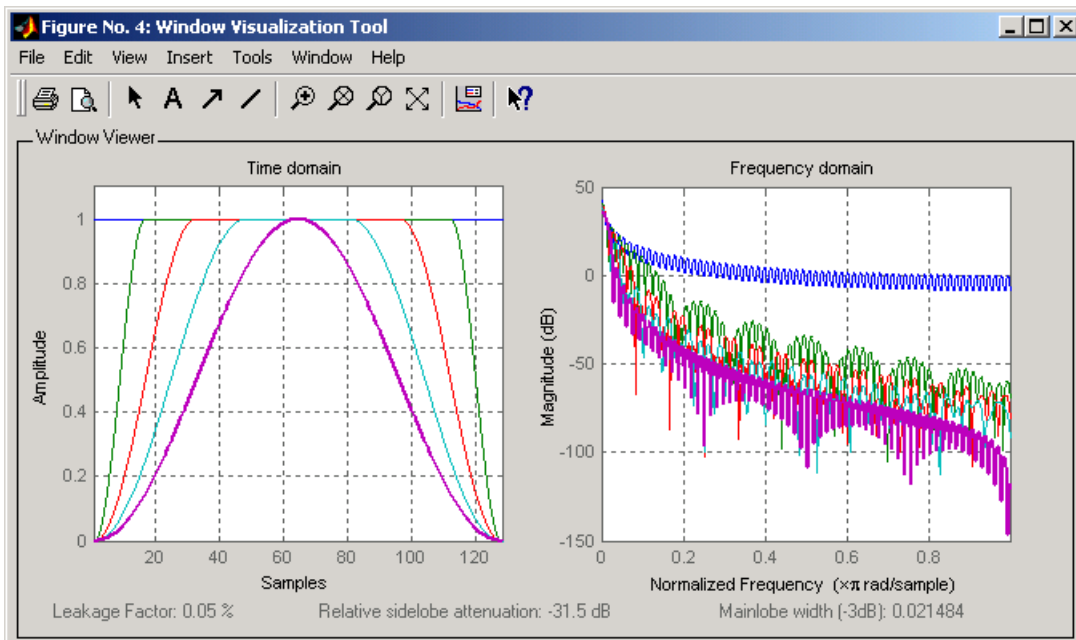 Figure No. 4: Window Visualization Tool
File Edit View Insert Tools Window Help
A
?
Window Viewer
Time domain
Frequency domain
1
0.8
0.6
0.4
0.2
0
Amplitude
20 40 60 80 100 120
Samples
50
0
-50
-100
-150
Magnitude (dB)
0 0.2 0.4 0.6 0.8
Normalized Frequency (×π rad/sample)
Leakage Factor: 0.05 %
Relative sidelobe attenuation: -31.5 dB
Mainlobe width (-3dB): 0.021484